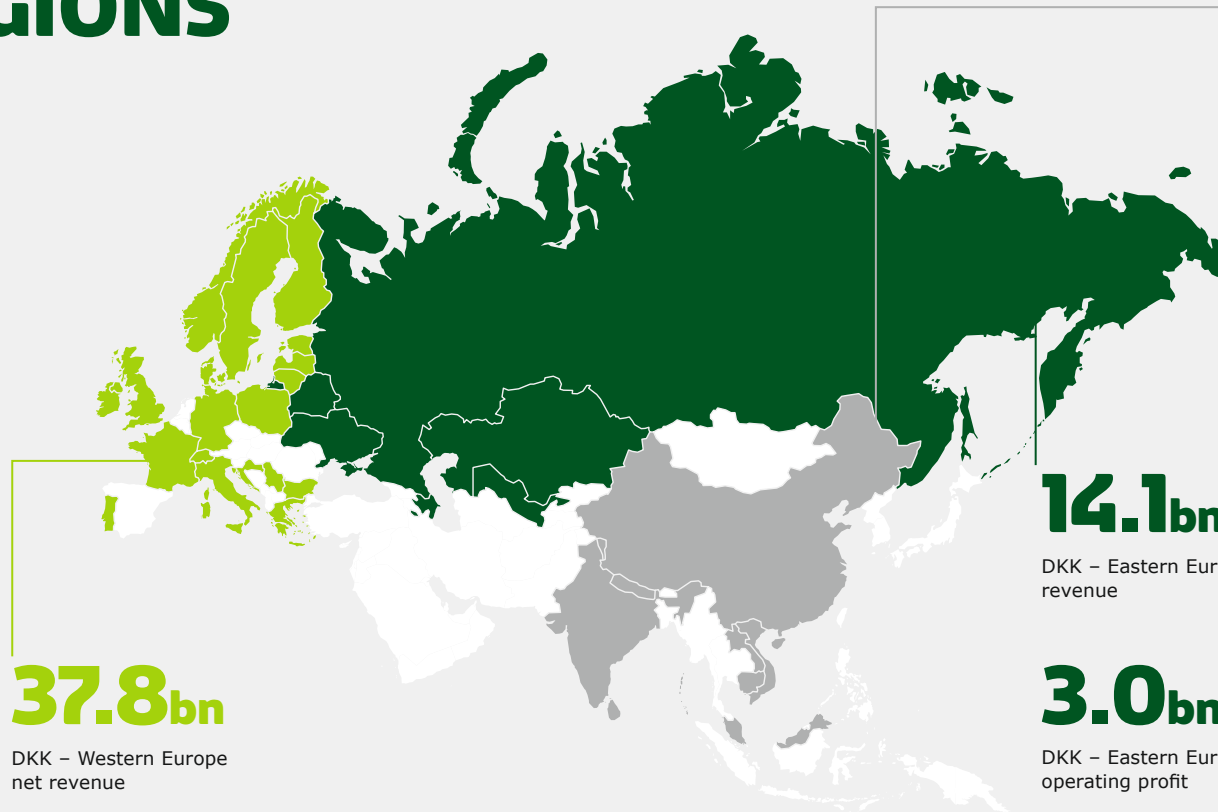 GIONS
37.8bn
DKK – Western Europe
net revenue
14.1bn
DKK – Eastern Eur
revenue
3.0bn
DKK – Eastern Eur
operating profit